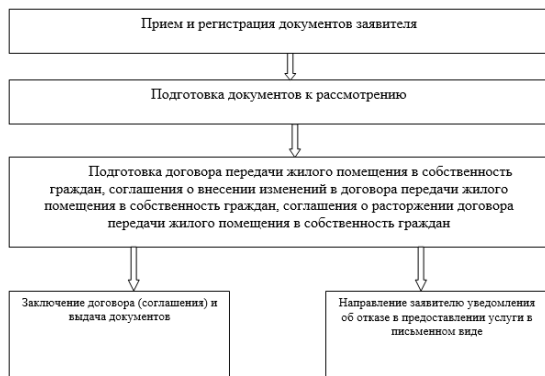 Прием и регистрация документов заявителя
Подготовка документов к рассмотрению
Подготовка договора передачи жилого помещения в собственность
граждан, соглашения о внесении изменений в договора передачи жилого
помещения в собственность граждан, соглашения о расторжении договора
передачи жилого помещения в собственность граждан
Заключение договора (соглашения) и
выдача документов
Направление заявителю уведомления
об отказе в предоставлении услуги в
письменном виде